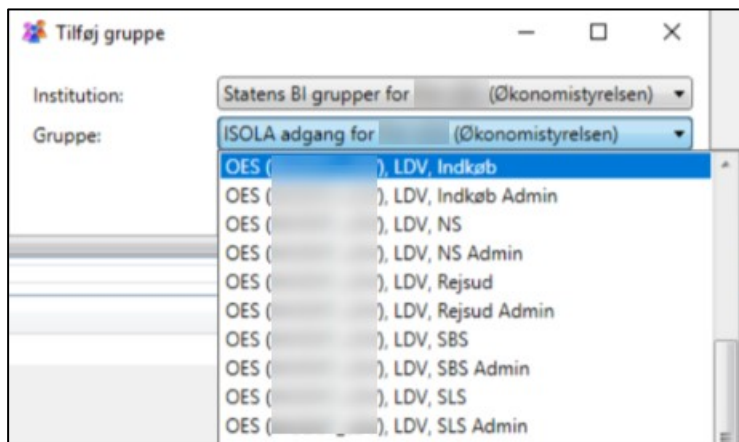 Tilføj gruppe
Institution: Statens BI grupper for (Økonomistyrelsen)
Gruppe: ISOLA adgang for (Økonomistyrelsen)
OES ( ), LDV, Indkøb
OES ( ), LDV, Indkøb Admin
OES ( ), LDV, NS
OES ( ), LDV, NS Admin
OES ( ), LDV, Rejsud
OES ( ), LDV, Rejsud Admin
OES ( ), LDV, SBS
OES ( ), LDV, SBS Admin
OES ( ), LDV, SLS
OES ( ), LDV, SLS Admin